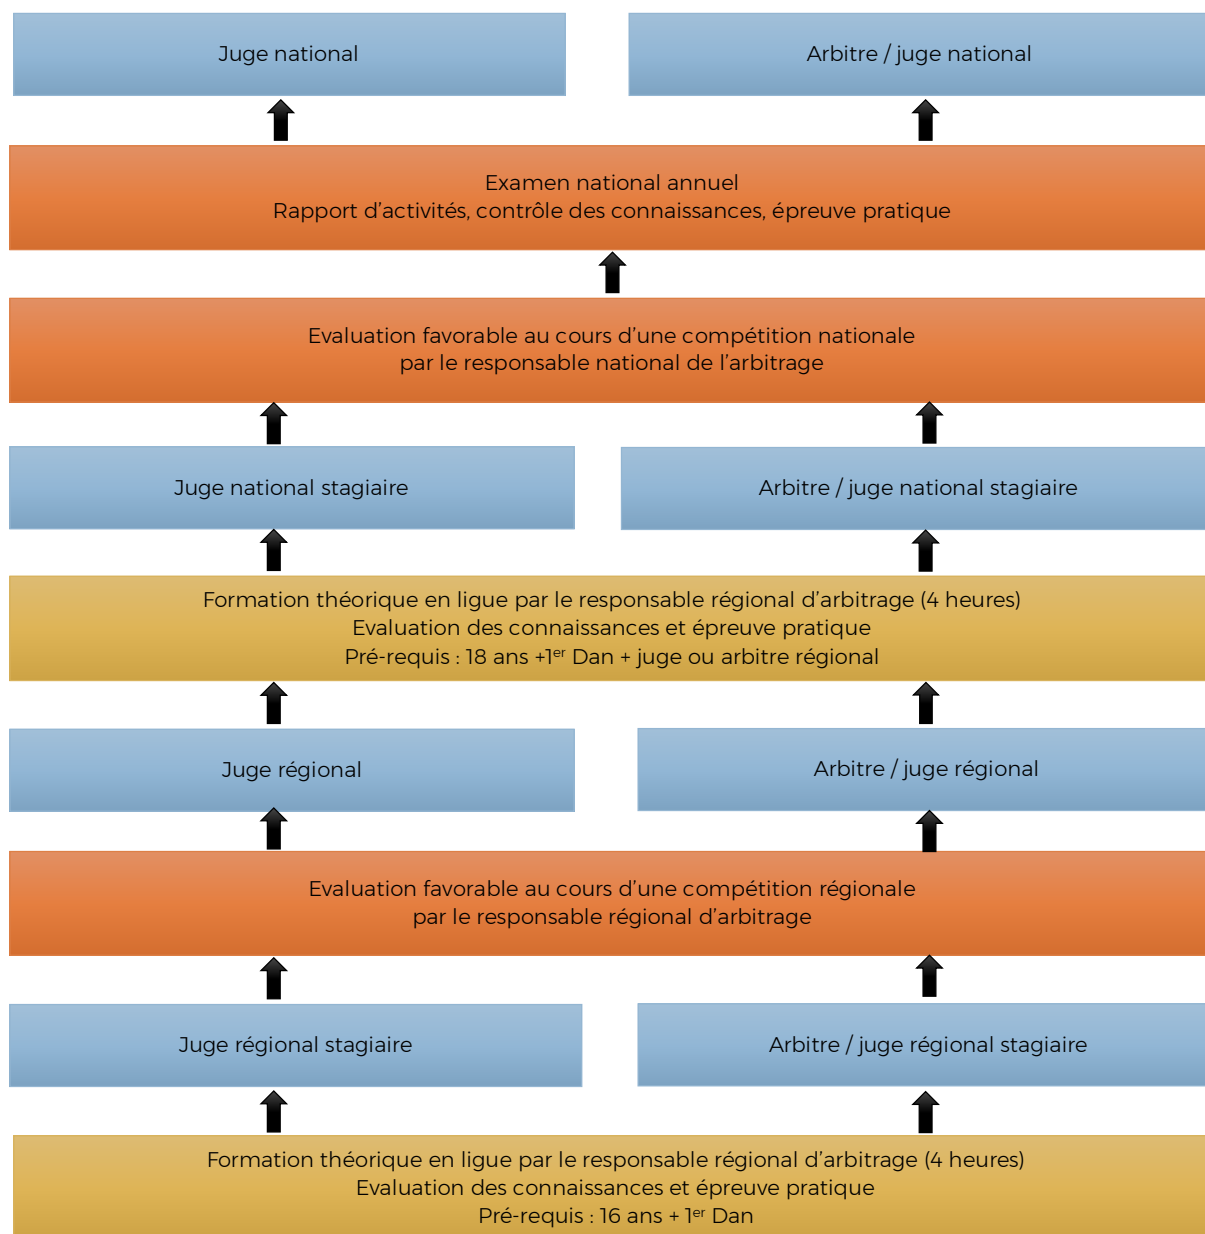 Juge national
Arbitre / juge national
Examen national annuel
Rapport d’activités, contrôle des connaissances, épreuve pratique
Evaluation favorable au cours d’une compétition nationale
par le responsable national de l’arbitrage
Juge national stagiaire
Arbitre / juge national stagiaire
Formation théorique en ligue par le responsable régional d’arbitrage (4 heures)
Evaluation des connaissances et épreuve pratique
Pré-requis : 18 ans +1er Dan + juge ou arbitre régional
Juge régional
Arbitre / juge régional
Evaluation favorable au cours d’une compétition régionale
par le responsable régional d’arbitrage
Juge régional stagiaire
Arbitre / juge régional stagiaire
Formation théorique en ligue par le responsable régional d’arbitrage (4 heures)
Evaluation des connaissances et épreuve pratique
Pré-requis : 16 ans + 1er Dan